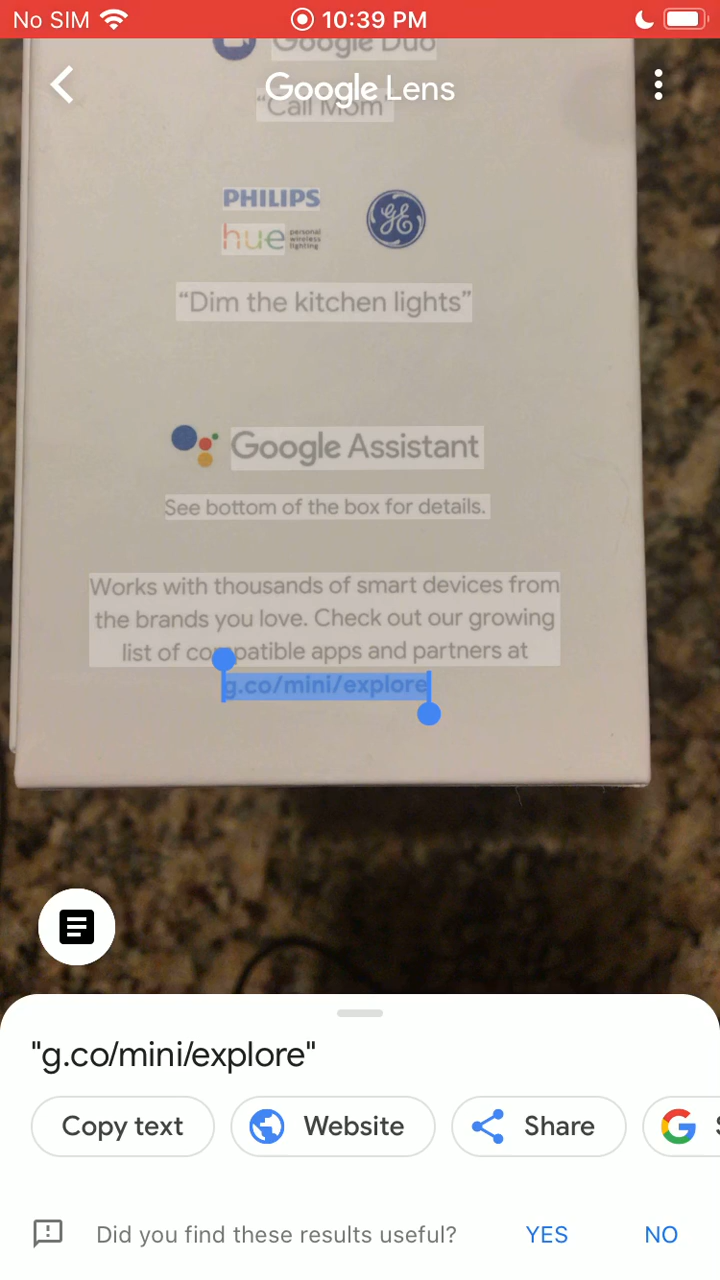 No SIM 10:39 PM
Google Duo
Google Lens
“Call Mom”
PHILIPS
hue personal wireless lighting
GE
“Dim the kitchen lights”
Google Assistant
See bottom of the box for details.
Works with thousands of smart devices from
the brands you love. Check out our growing
list of compatible apps and partners at
g.co/mini/explore
"g.co/mini/explore"
Copy text Website Share
Did you find these results useful? YES NO